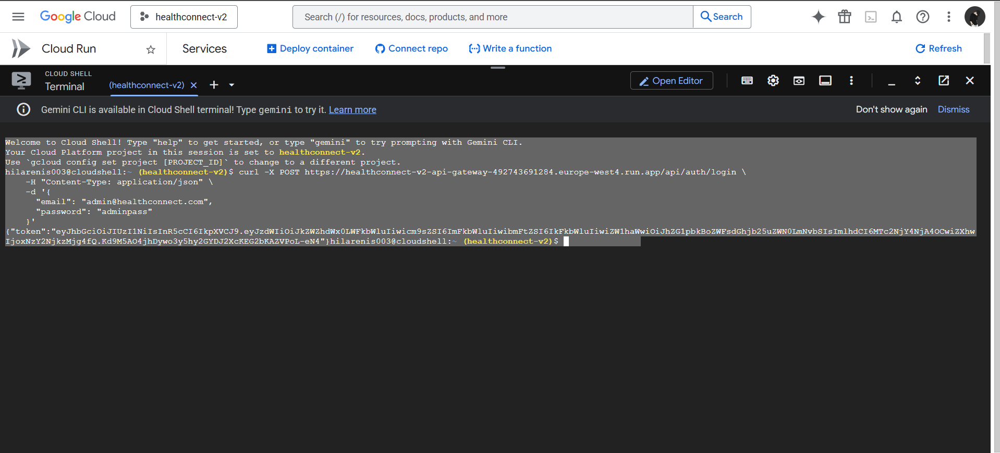 Google Cloud
healthconnect-v2
Search (/) for resources, docs, products, and more
Search
Cloud Run
Services
Deploy container
Connect repo
Write a function
Refresh
CLOUD SHELL
Terminal
(healthconnect-v2)
Open Editor
Gemini CLI is available in Cloud Shell terminal! Type gemini to try it. Learn more
Don't show again
Dismiss
Welcome to Cloud Shell! Type "help" to get started, or type "gemini" to try prompting with Gemini CLI.
Your Cloud Platform project in this session is set to healthconnect-v2.
Use `gcloud config set project [PROJECT_ID]` to change to a different project.
hilarenis003@cloudshell:~ (healthconnect-v2)$ curl -X POST https://healthconnect-v2-api-gateway-492743691284.europe-west4.run.app/api/auth/login \
    -H "Content-Type: application/json" \
    -d '{
      "email": "admin@healthconnect.com",
      "password": "adminpass"
    }'
{"token":"eyJhbGciOiJIUzI1NiIsInR5cCI6IkpXVCJ9.eyJzdWIiOiJkZWZhdWx0LWFkbWluIiwicm9sZSI6ImFkbWluIiwibmFtZSI6IkFkbWluIiwiZW1haWwiOiJhZG1pbkBoZWFsdGhjb25uZWN0LmNvbSIsImlhdCI6MTc2NjY4NjA4OCwiZXhw
IjoxNzY2NjkzMjg4fQ.Kd9M5AO4jhDywo3y5hy2GYDJ2XcKEG2bKAZVPoL-eN4"}hilarenis003@cloudshell:~ (healthconnect-v2)$